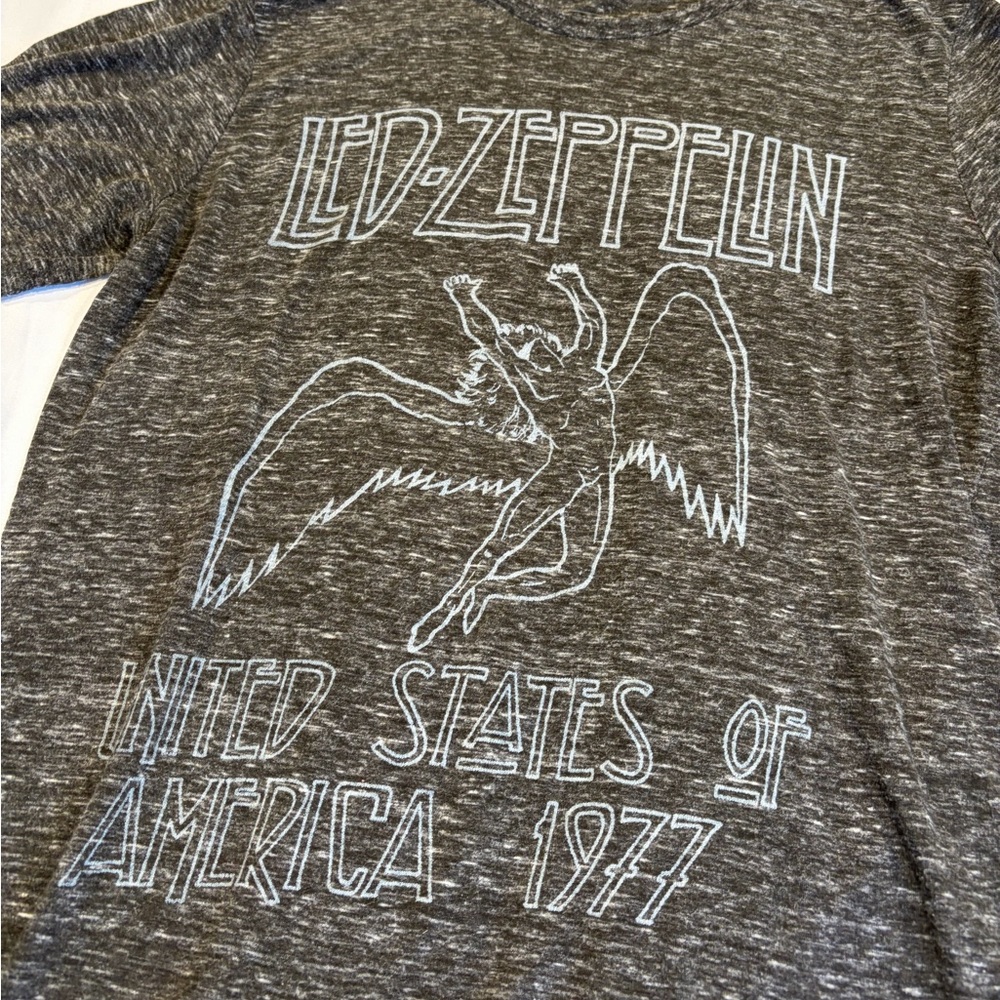 LED-ZEPPELIN
UNITED STATES OF
AMERICA 1977